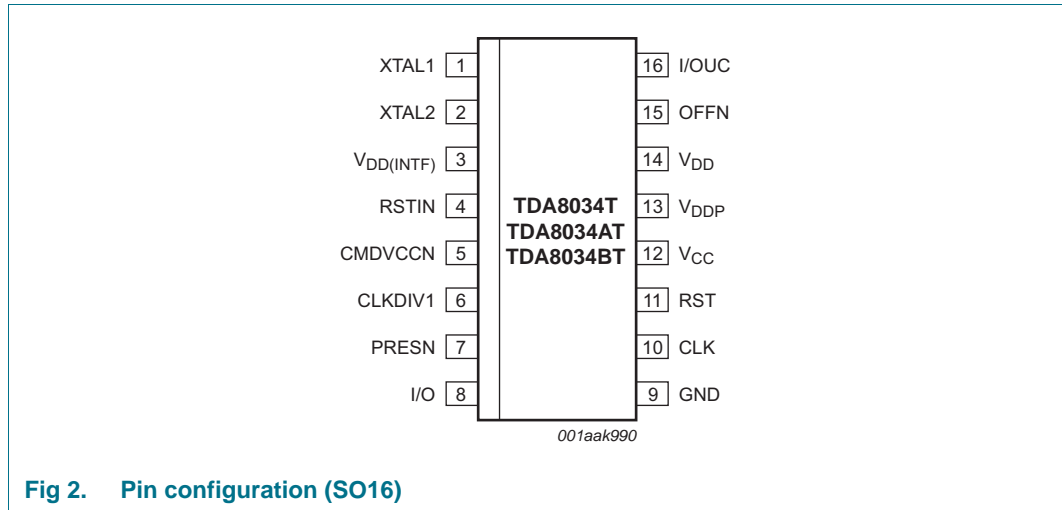 XTAL1 1
XTAL2 2
VDD(INTF) 3
RSTIN 4
CMDVCCN 5
CLKDIV1 6
PRESN 7
I/O 8
TDA8034T
TDA8034AT
TDA8034BT
16 I/OUC
15 OFFN
14 VDD
13 VDDP
12 VCC
11 RST
10 CLK
9 GND
001aak990
Fig 2. Pin configuration (SO16)